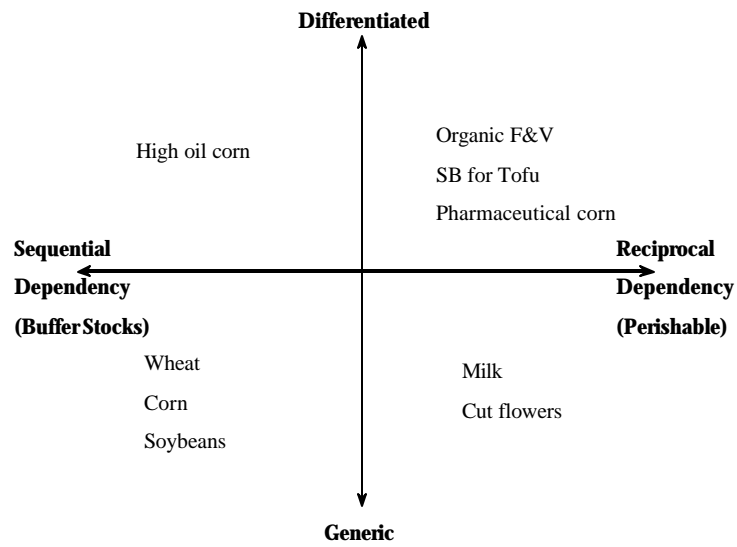 Differentiated
High oil corn
Organic F&V
SB for Tofu
Pharmaceutical corn
Sequential
Dependency
(Buffer Stocks)
Reciprocal
Dependency
(Perishable)
Wheat
Corn
Soybeans
Milk
Cut flowers
Generic